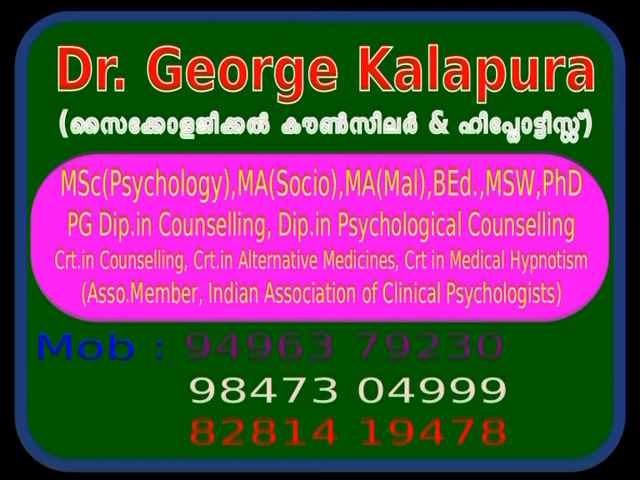 Dr. George Kalapura
(സൈക്കോളജിക്കൽ കൗൺസിലർ & ഹിപ്നോട്ടിസ്റ്റ്)
MSc(Psychology),MA(Socio),MA(Mal),BEd.,MSW,PhD
PG Dip.in Counselling, Dip.in Psychological Counselling
Crt.in Counselling, Crt.in Alternative Medicines, Crt in Medical Hypnotism
(Asso.Member, Indian Association of Clinical Psychologists)
Mob : 94963 79230
98473 04999
82814 19478